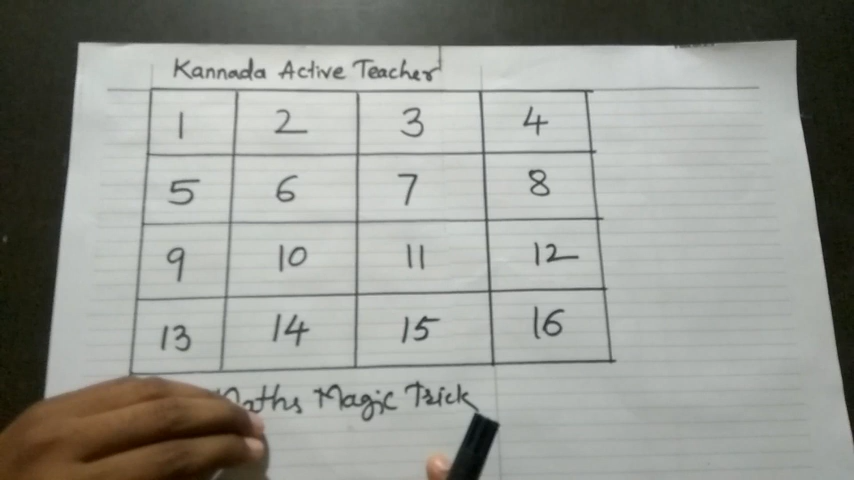 Kannada Active Teacher
1 2 3 4
5 6 7 8
9 10 11 12
13 14 15 16
Maths Magic Trick